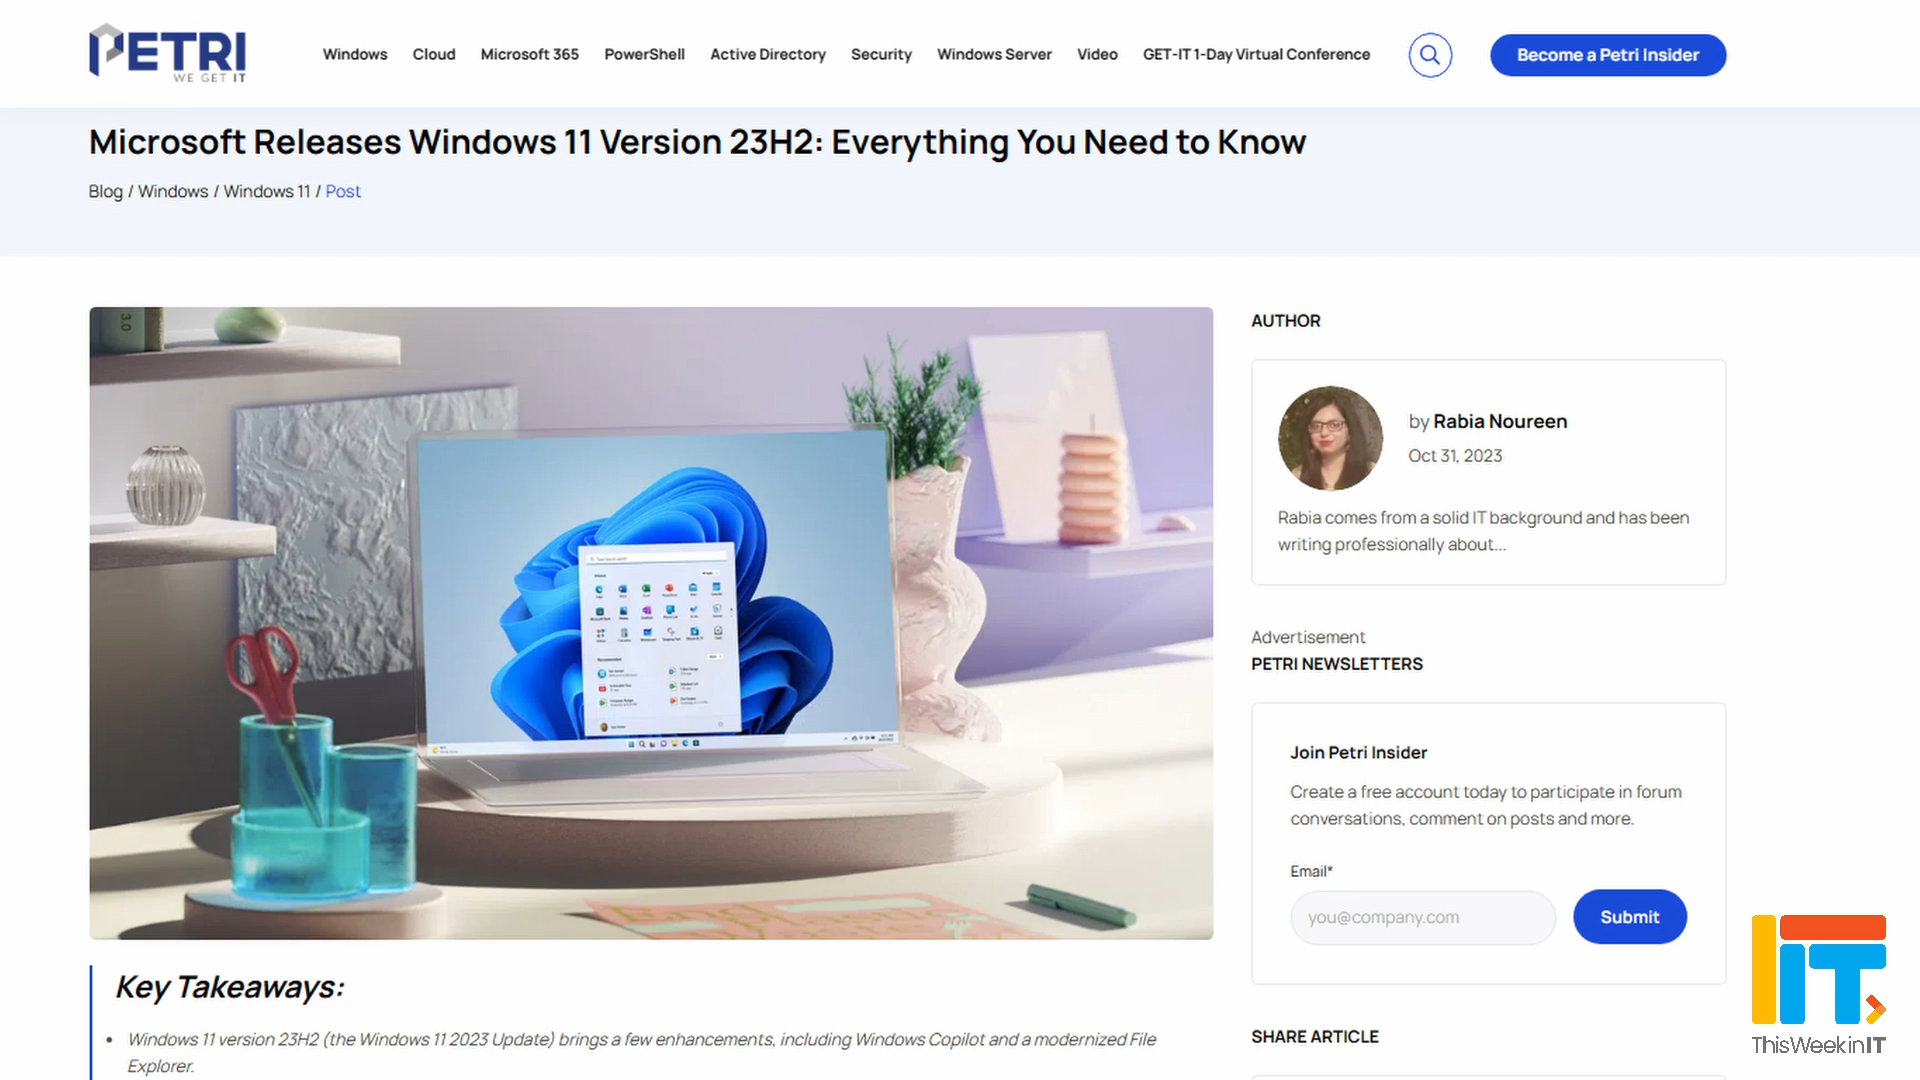 PETRI
WE GET IT
Windows
Cloud
Microsoft 365
PowerShell
Active Directory
Security
Windows Server
Video
GET-IT 1-Day Virtual Conference
Become a Petri Insider
Microsoft Releases Windows 11 Version 23H2: Everything You Need to Know
Blog / Windows / Windows 11 / Post
3.0
AUTHOR
by Rabia Noureen
Oct 31, 2023
Rabia comes from a solid IT background and has been
writing professionally about...
Advertisement
PETRI NEWSLETTERS
Join Petri Insider
Create a free account today to participate in forum
conversations, comment on posts and more.
Email*
you@company.com
Submit
IT
ThisWeekinIT
Key Takeaways:
• Windows 11 version 23H2 (the Windows 11 2023 Update) brings a few enhancements, including Windows Copilot and a modernized File
Explorer.
SHARE ARTICLE